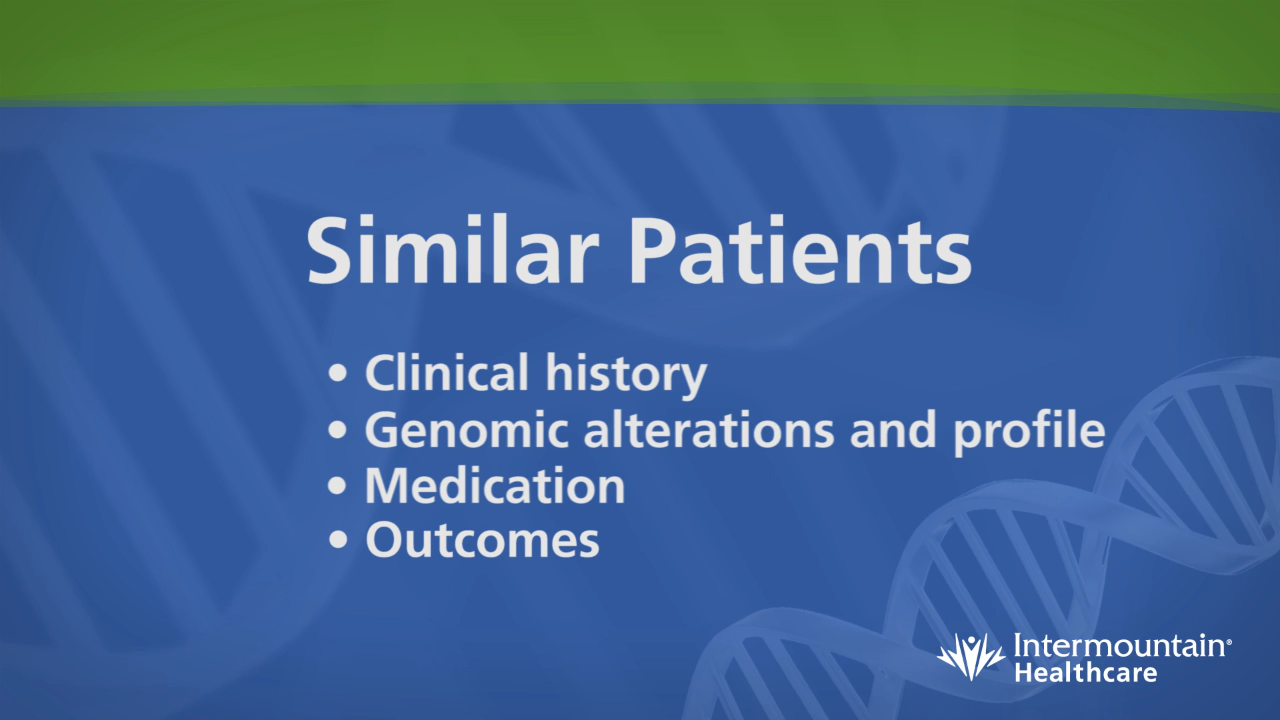 Similar Patients
• Clinical history
• Genomic alterations and profile
• Medication
• Outcomes
Intermountain®
Healthcare